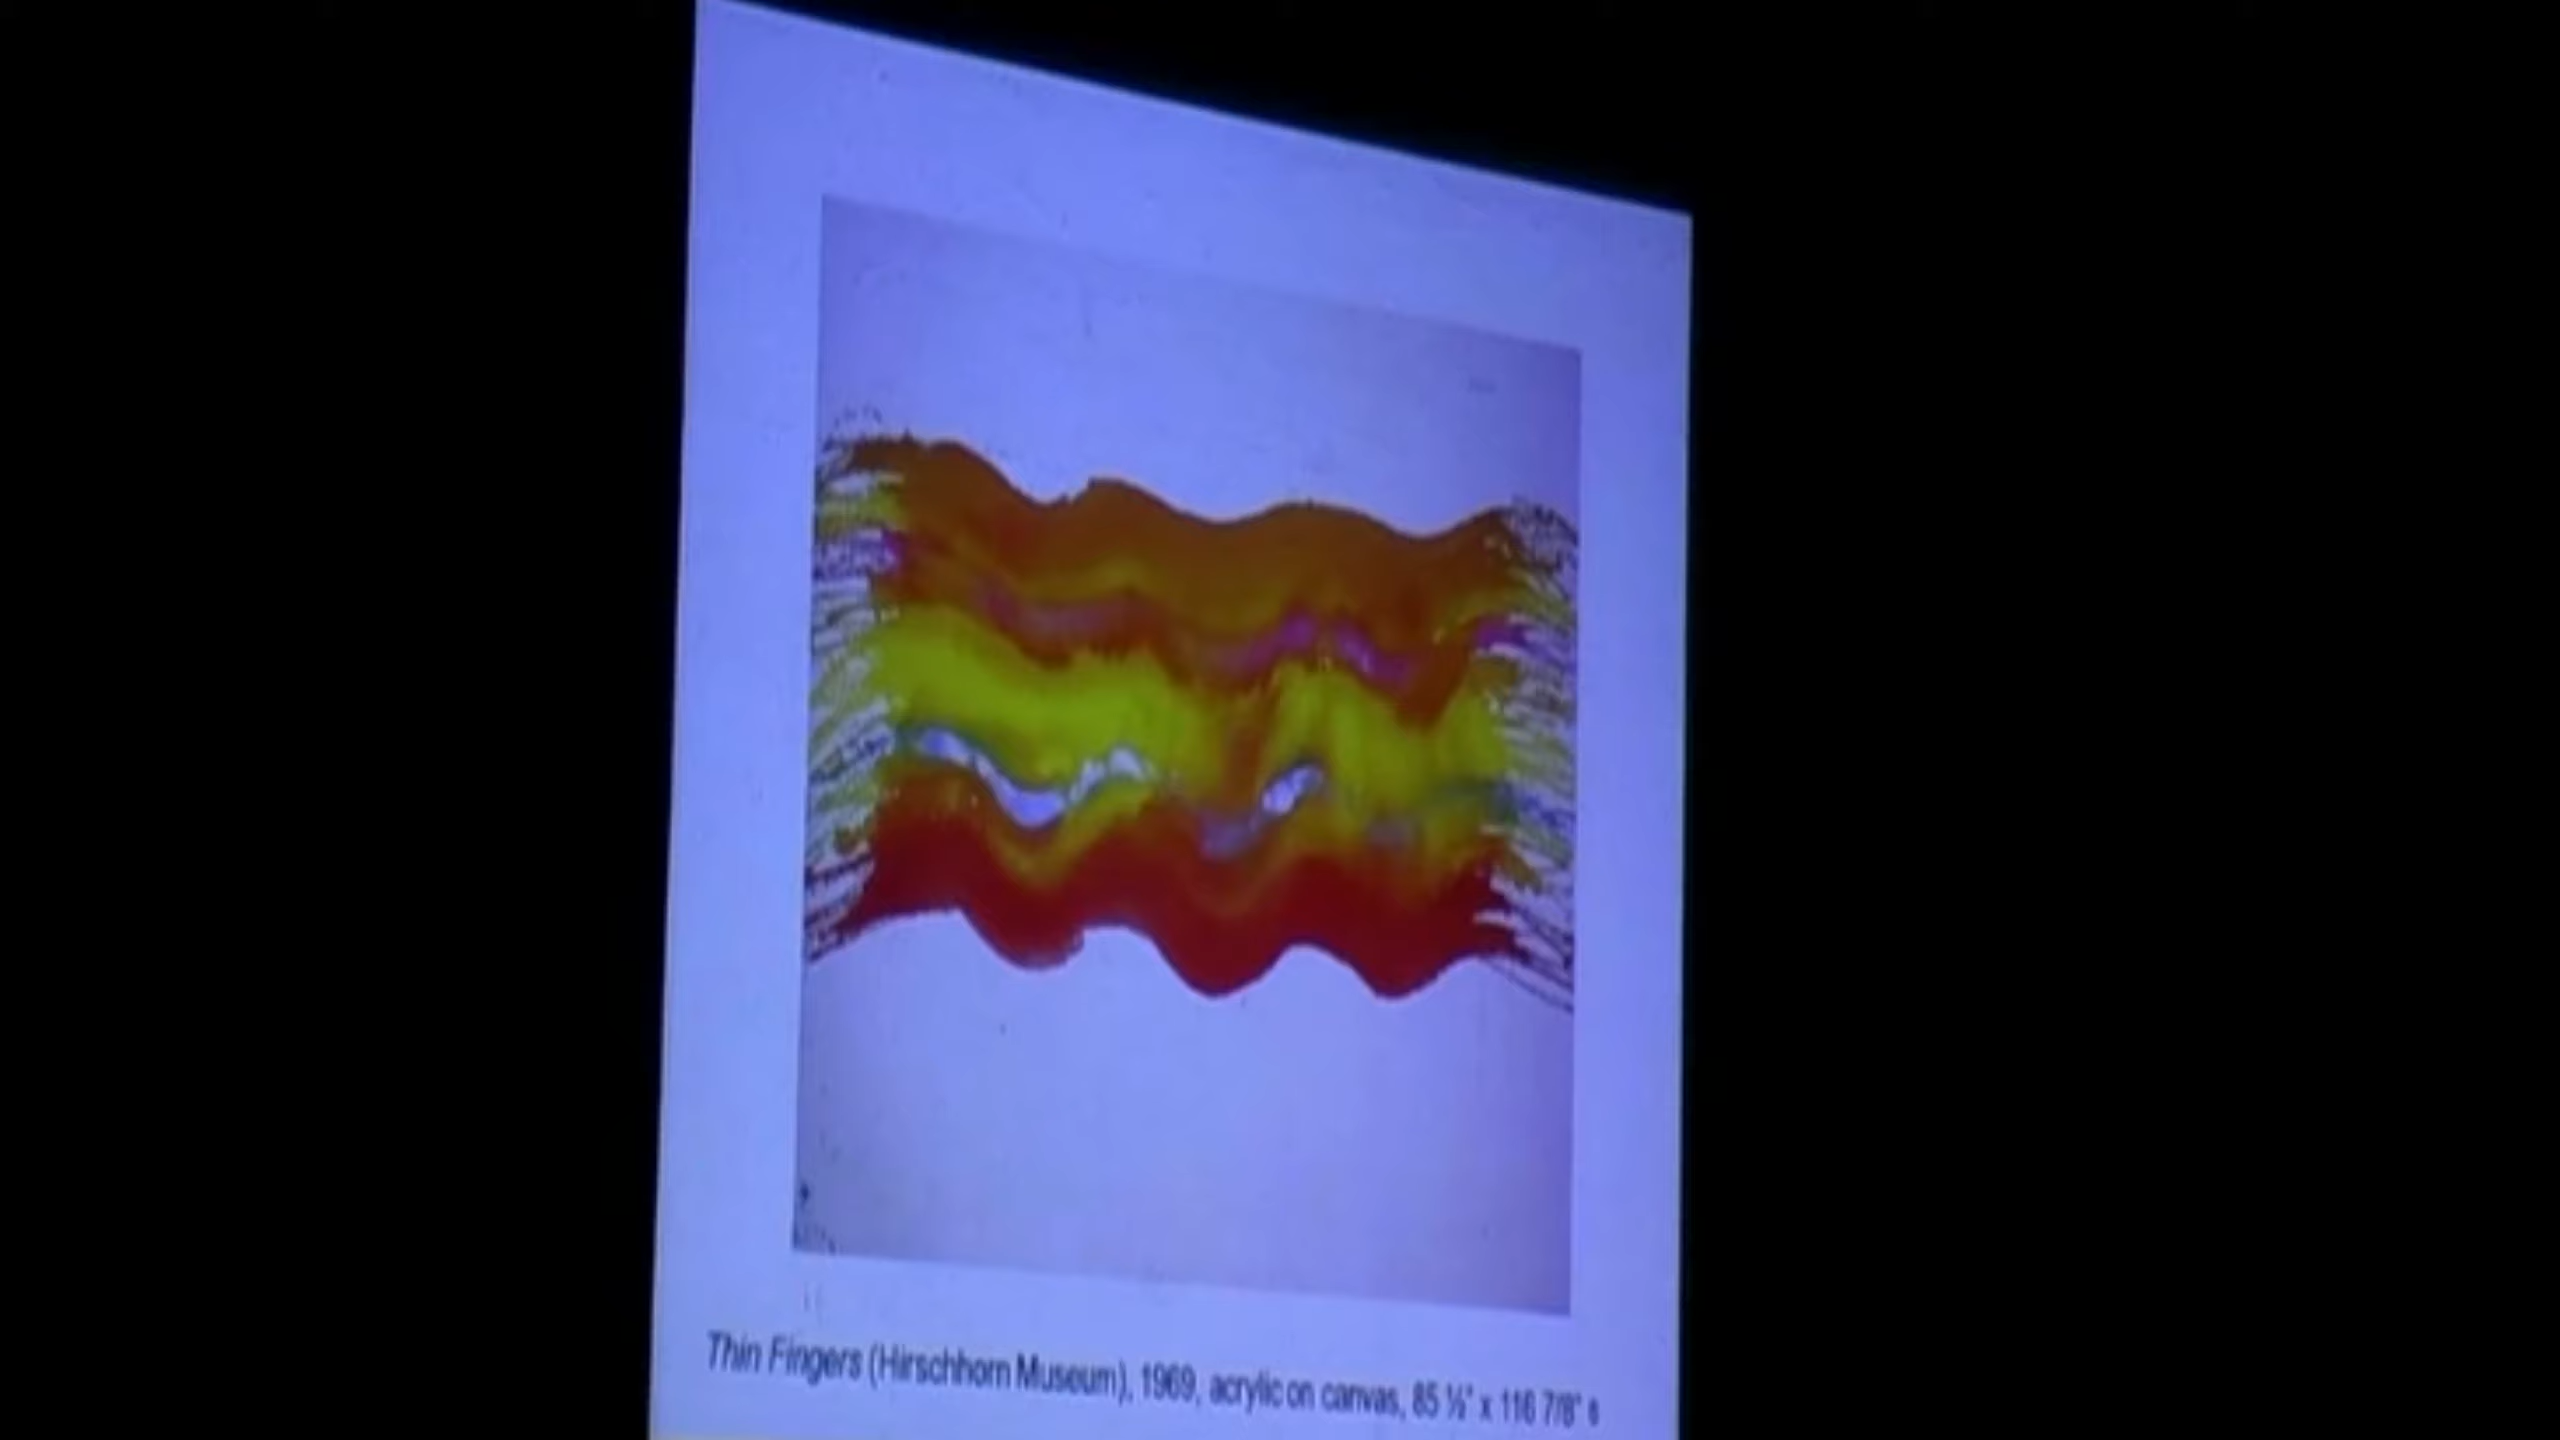 Thin Fingers (Hirschhorn Museum), 1969, acrylic on canvas, 85 ½" x 116 7/8"